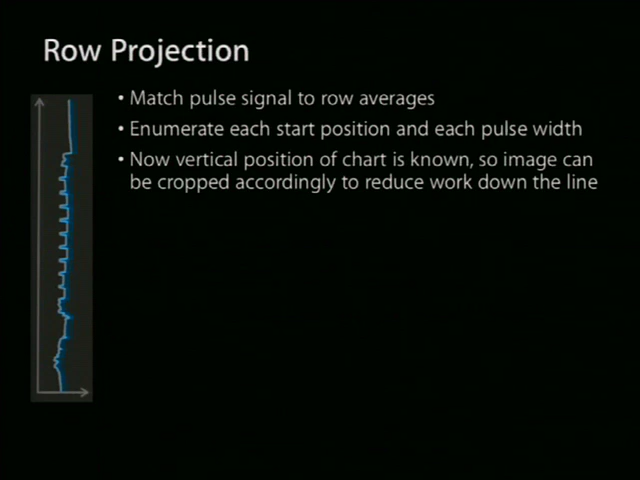 Row Projection
• Match pulse signal to row averages
• Enumerate each start position and each pulse width
• Now vertical position of chart is known, so image can
be cropped accordingly to reduce work down the line